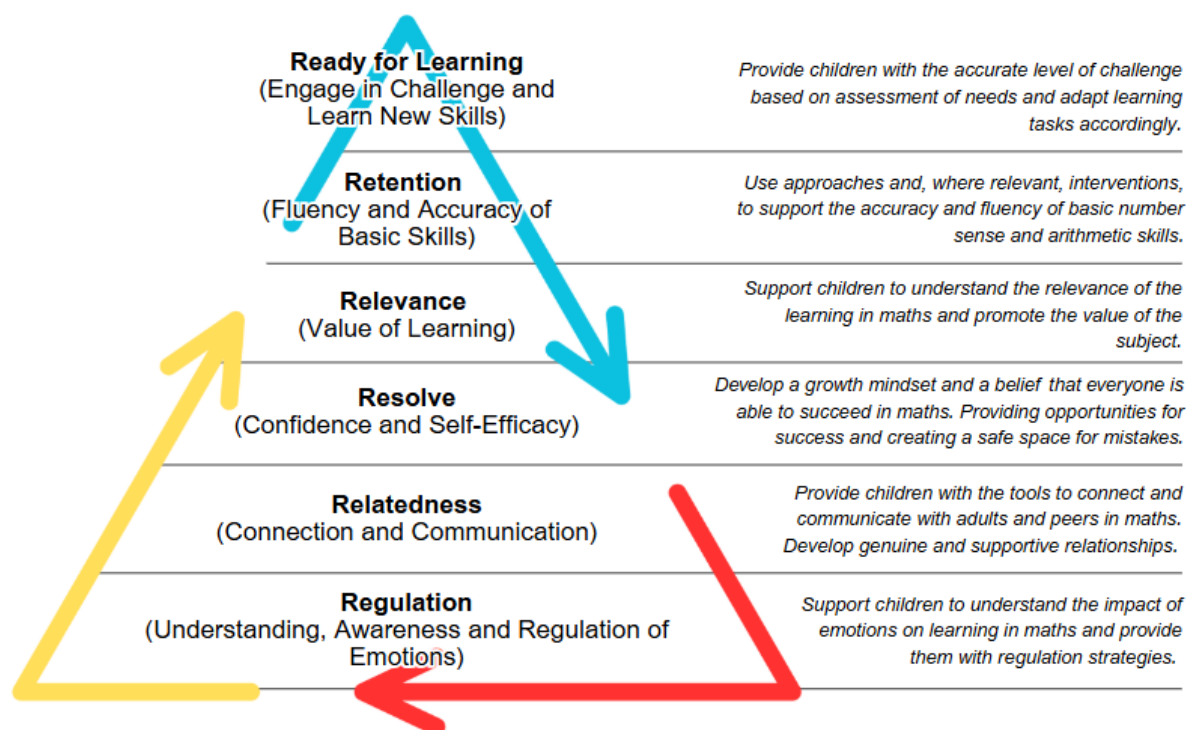 Ready for Learning
(Engage in Challenge and
Learn New Skills)
Provide children with the accurate level of challenge
based on assessment of needs and adapt learning
tasks accordingly.
Retention
(Fluency and Accuracy of
Basic Skills)
Use approaches and, where relevant, interventions,
to support the accuracy and fluency of basic number
sense and arithmetic skills.
Relevance
(Value of Learning)
Support children to understand the relevance of the
learning in maths and promote the value of the
subject.
Resolve
(Confidence and Self-Efficacy)
Develop a growth mindset and a belief that everyone is
able to succeed in maths. Providing opportunities for
success and creating a safe space for mistakes.
Relatedness
(Connection and Communication)
Provide children with the tools to connect and
communicate with adults and peers in maths.
Develop genuine and supportive relationships.
Regulation
(Understanding, Awareness and Regulation of
Emotions)
Support children to understand the impact of
emotions on learning in maths and provide
them with regulation strategies.